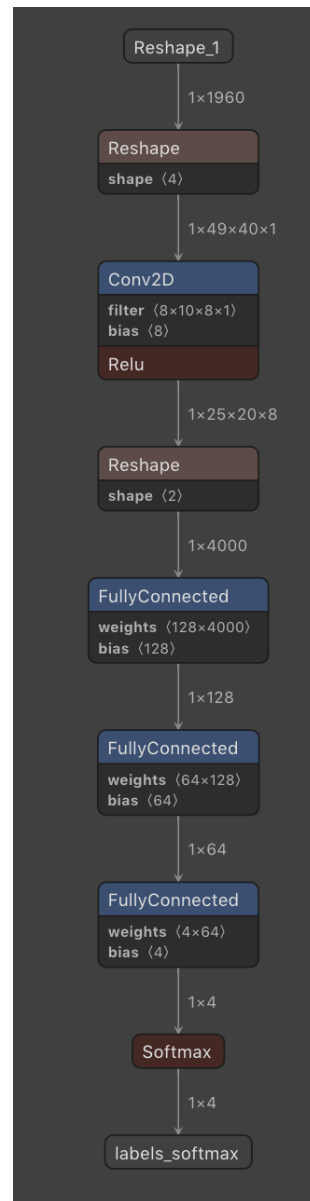 Reshape_1
1×1960
Reshape
shape ⟨4⟩
1×49×40×1
Conv2D
filter ⟨8×10×8×1⟩
bias ⟨8⟩
Relu
1×25×20×8
Reshape
shape ⟨2⟩
1×4000
FullyConnected
weights ⟨128×4000⟩
bias ⟨128⟩
1×128
FullyConnected
weights ⟨64×128⟩
bias ⟨64⟩
1×64
FullyConnected
weights ⟨4×64⟩
bias ⟨4⟩
1×4
Softmax
1×4
labels_softmax